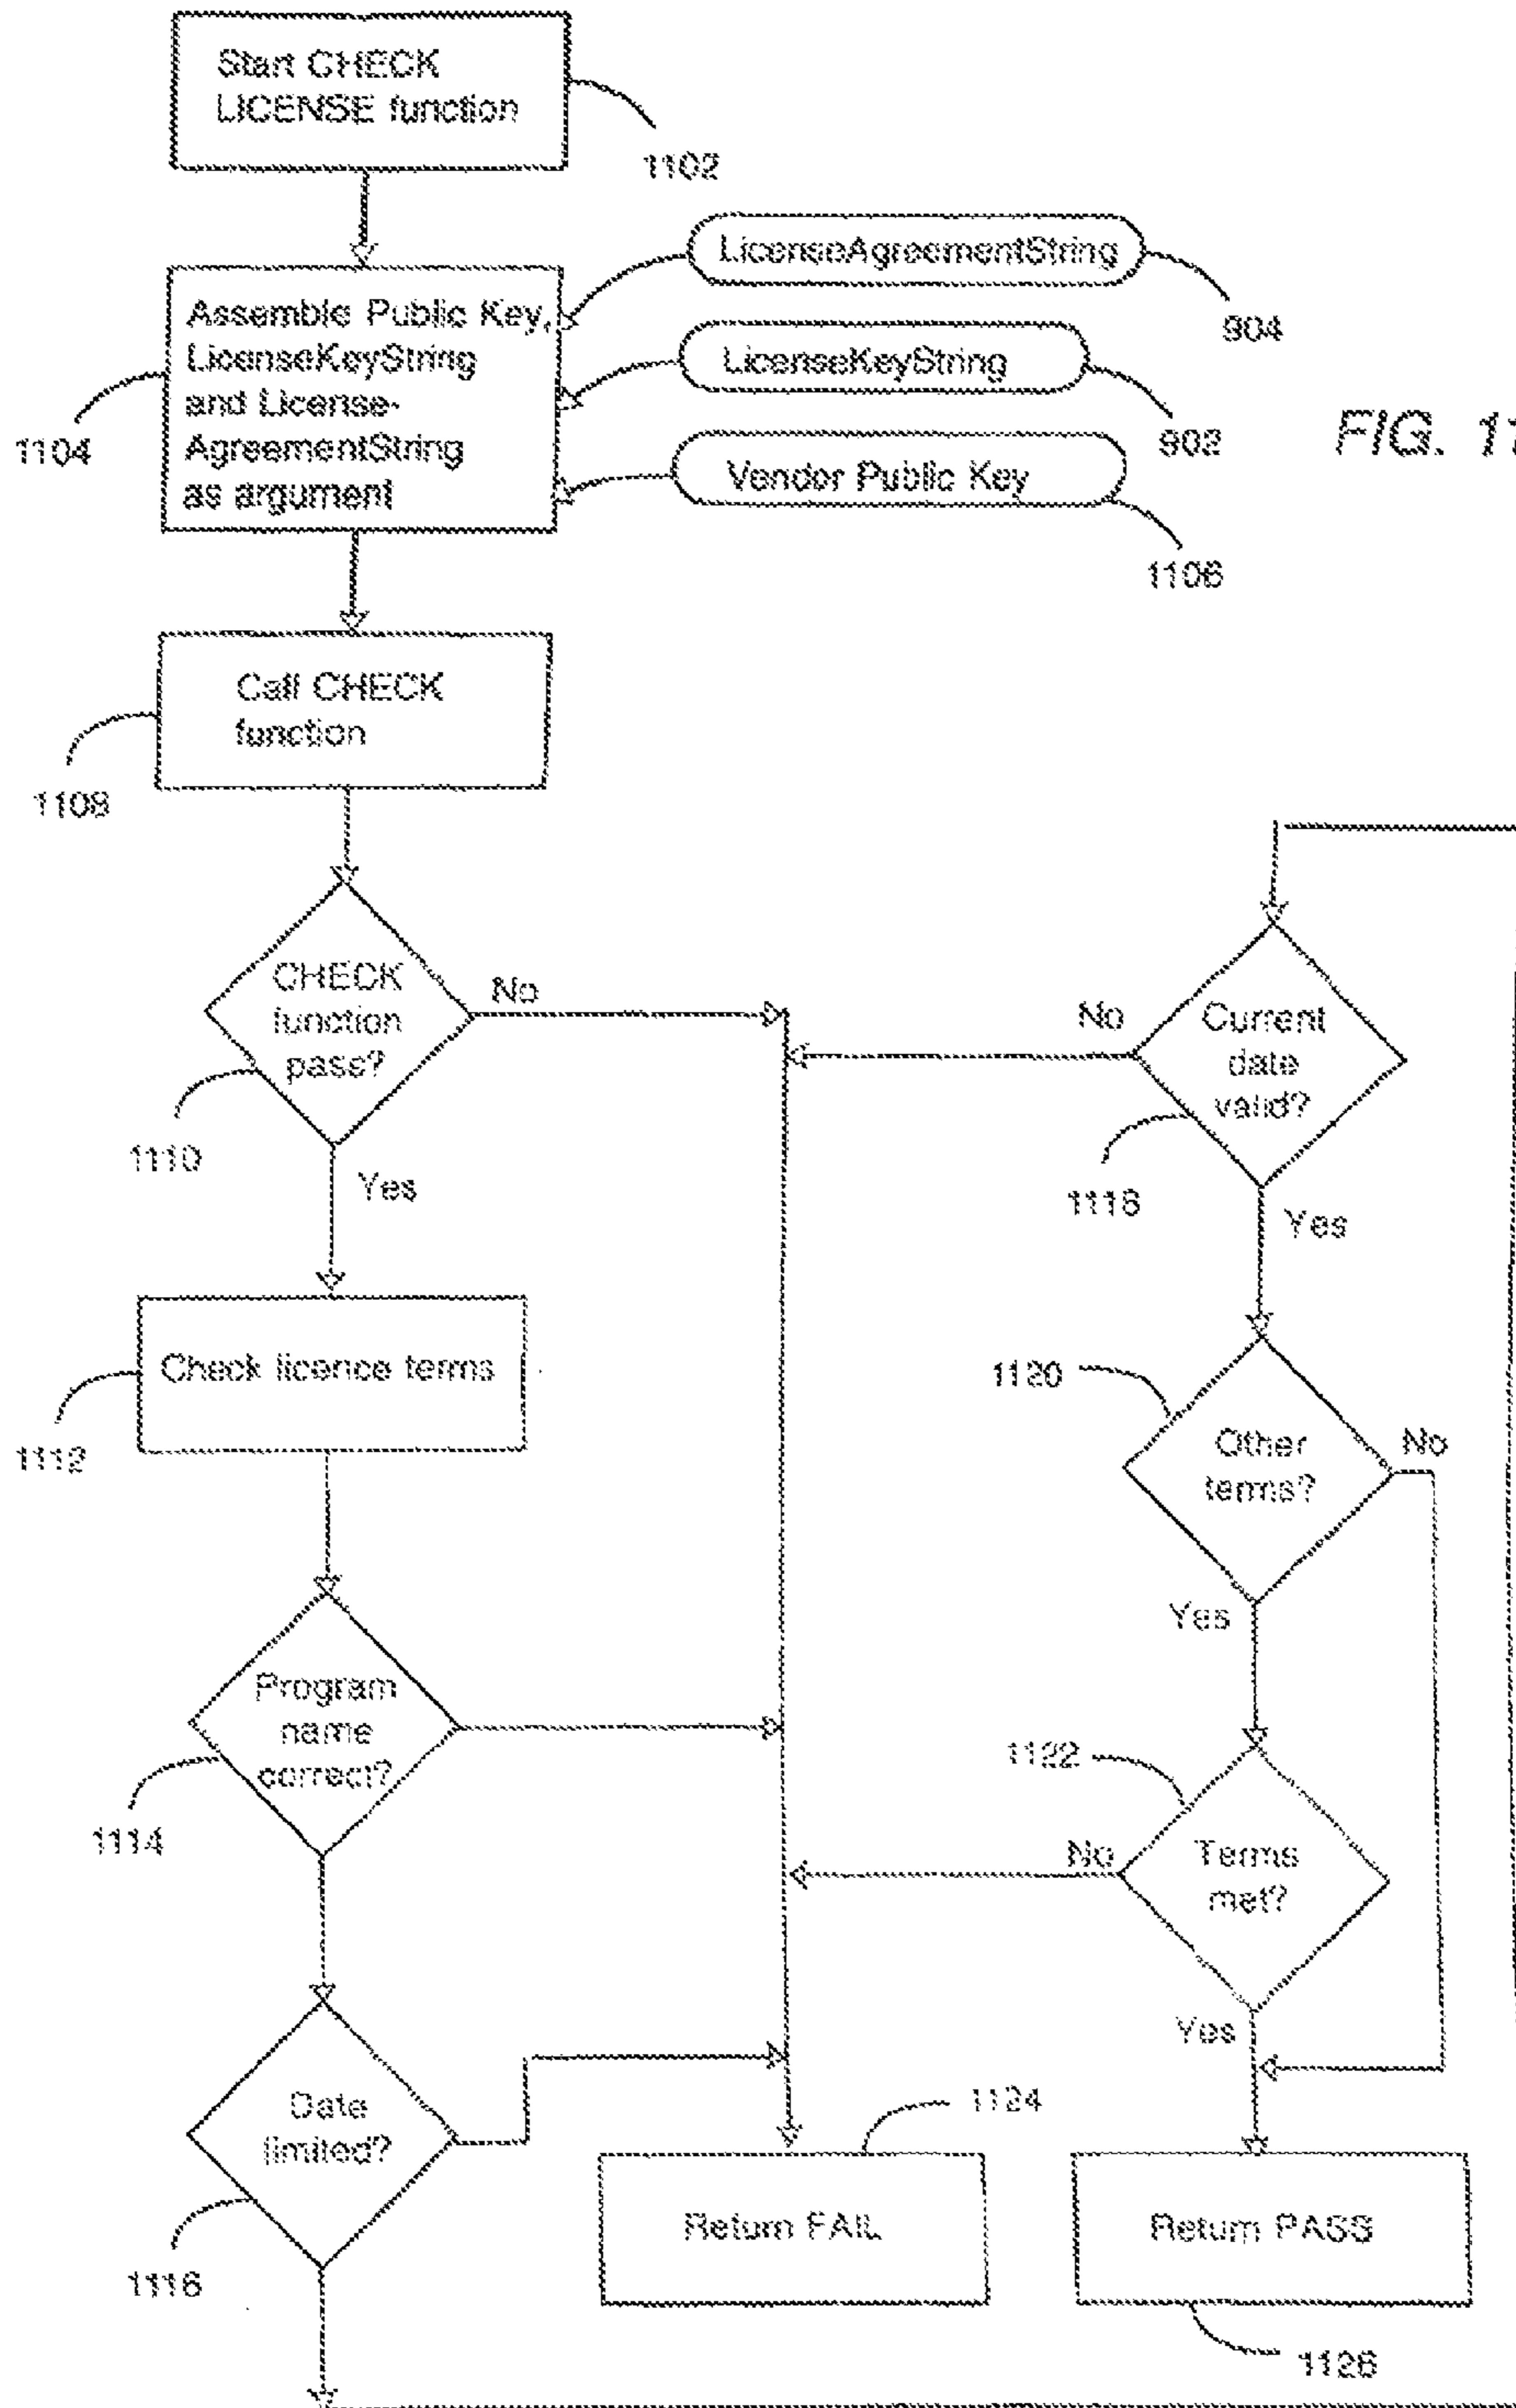 Start CHECK
LICENSE function
1102
LicenseAgreementString
904
Assemble Public Key,
LicenseKeyString
and License-
AgreementString
as argument
1104
LicenseKeyString
902
FIG. 11
Vendor Public Key
1106
Call CHECK
function
1108
CHECK
function
pass?
No
1110
Yes
Check licence terms
1112
Program
name
correct?
1114
Date
limited?
1116
Current
date
valid?
No
1118
Yes
1120
Other
terms?
No
Yes
1122
Terms
met?
No
Yes
1124
Return FAIL
Return PASS
1126